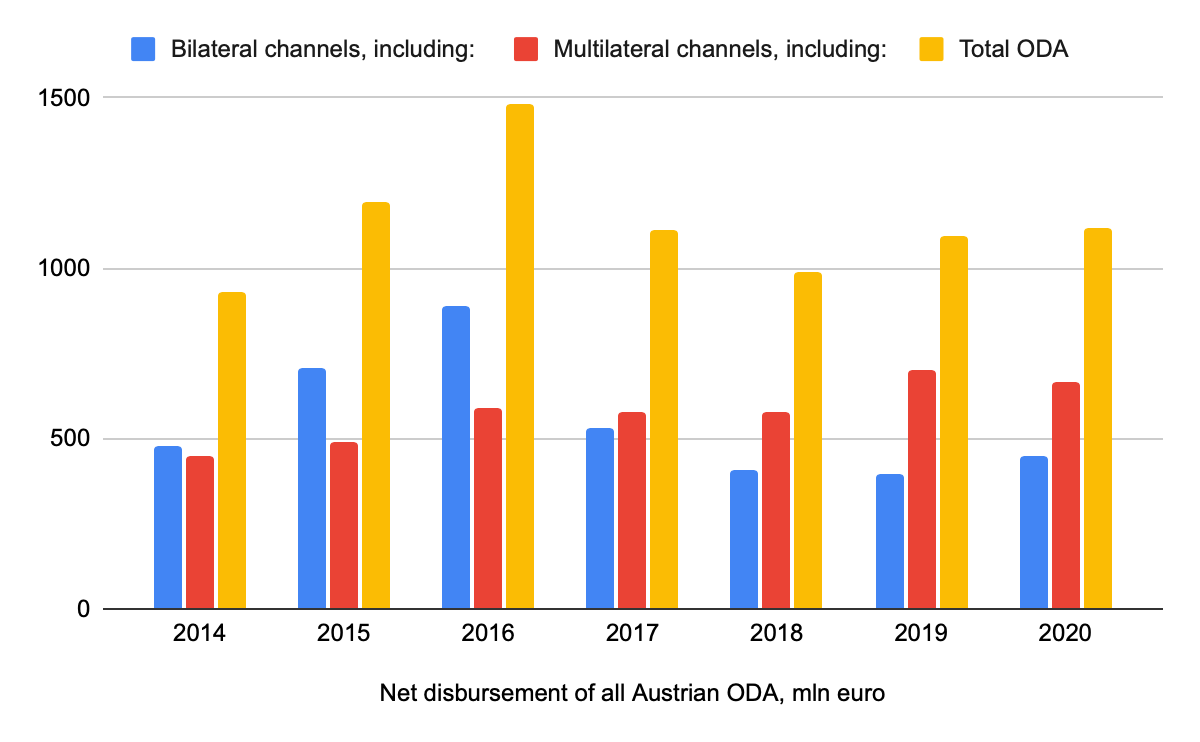 Bilateral channels, including: Multilateral channels, including: Total ODA
1500
1000
500
0
2014 2015 2016 2017 2018 2019 2020
Net disbursement of all Austrian ODA, mln euro